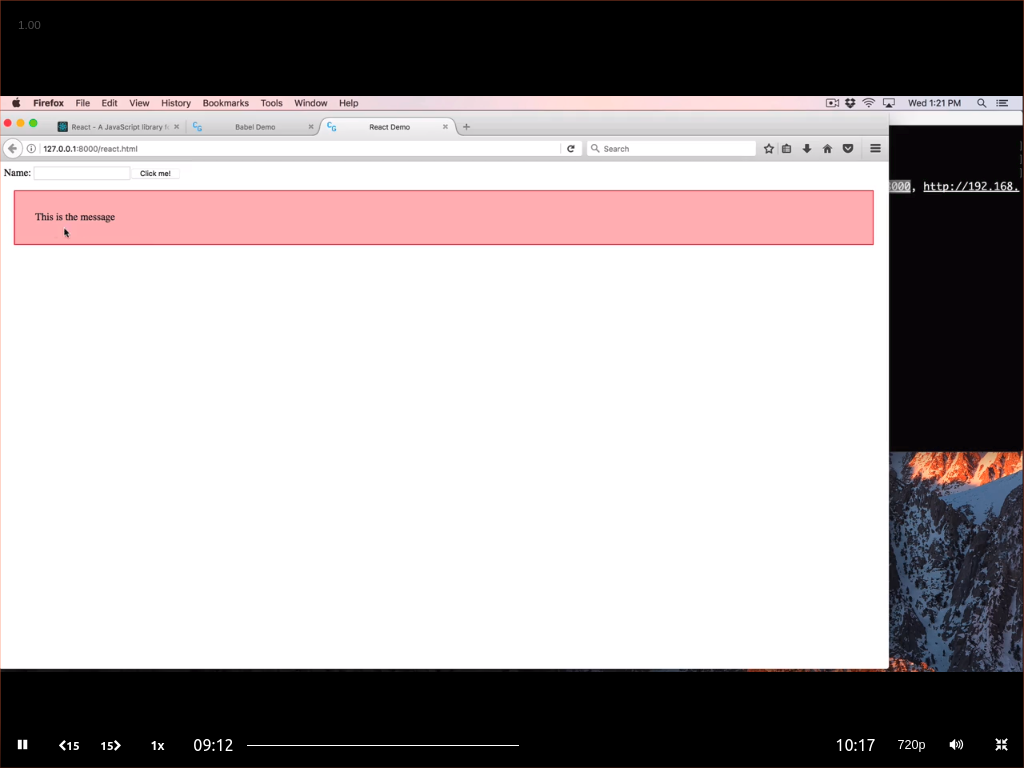 1.00
Firefox File Edit View History Bookmarks Tools Window Help Wed 1:21 PM
React - A JavaScript library Babel Demo React Demo
127.0.0.1:8000/react.html Search
Name: Click me!
000, http://192.168.
This is the message
15 15 1x 09:12 10:17 720p